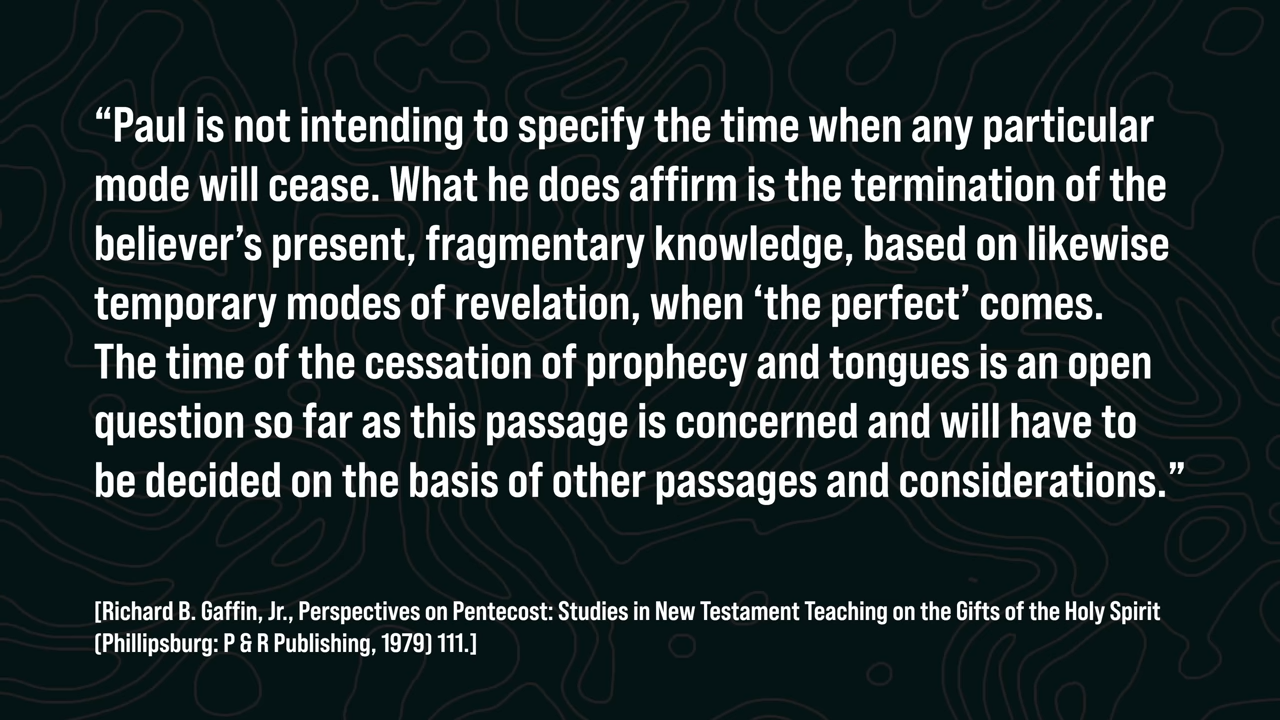 “Paul is not intending to specify the time when any particular
mode will cease. What he does affirm is the termination of the
believer’s present, fragmentary knowledge, based on likewise
temporary modes of revelation, when ‘the perfect’ comes.
The time of the cessation of prophecy and tongues is an open
question so far as this passage is concerned and will have to
be decided on the basis of other passages and considerations.”
[Richard B. Gaffin, Jr., Perspectives on Pentecost: Studies in New Testament Teaching on the Gifts of the Holy Spirit
(Phillipsburg: P & R Publishing, 1979) 111.]